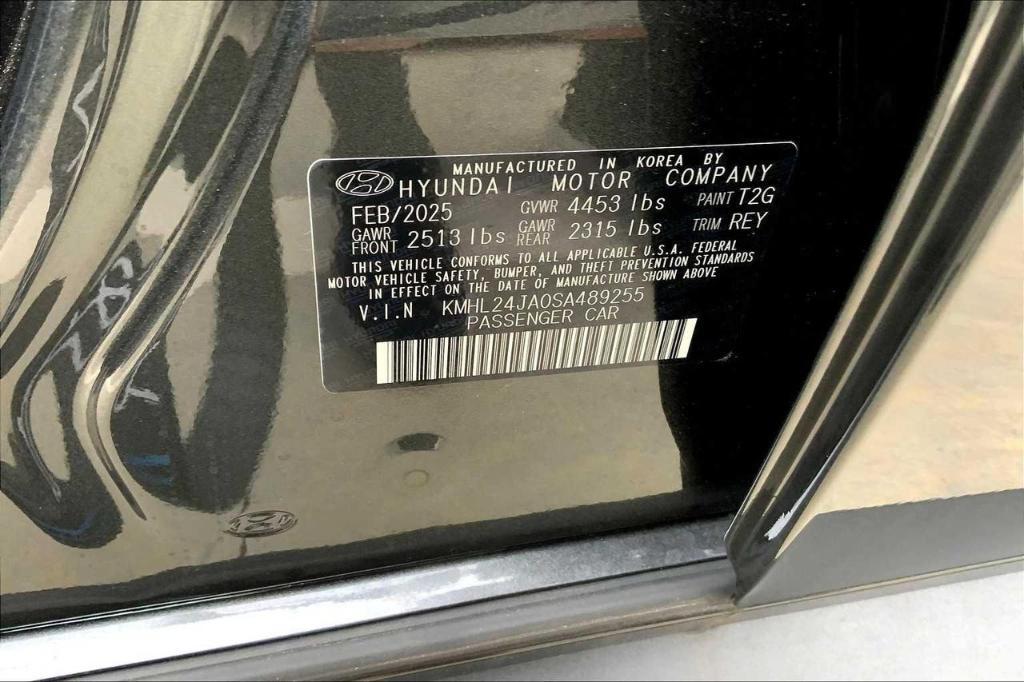 MANUFACTURED IN KOREA BY
HYUNDAI MOTOR COMPANY
FEB/2025 GVWR 4453 lbs PAINT T2G
GAWR FRONT 2513 lbs GAWR REAR 2315 lbs TRIM REY
THIS VEHICLE CONFORMS TO ALL APPLICABLE U.S.A. FEDERAL
MOTOR VEHICLE SAFETY, BUMPER, AND THEFT PREVENTION STANDARDS
IN EFFECT ON THE DATE OF MANUFACTURE SHOWN ABOVE
V.I.N KMHL24JA0SA489255
PASSENGER CAR